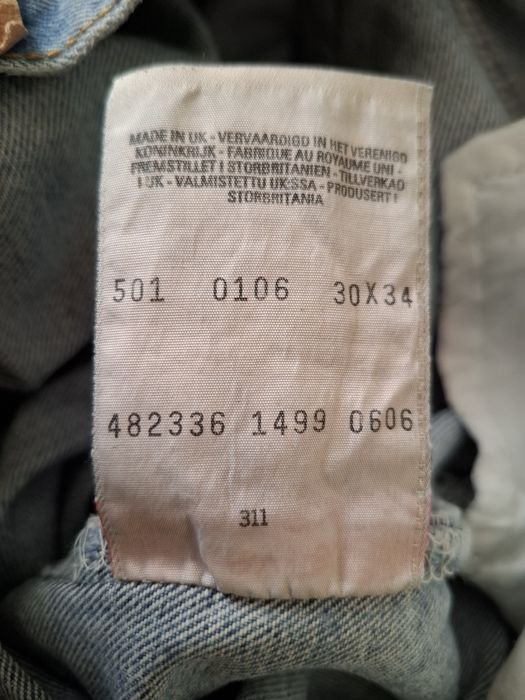 MADE IN UK - VERVAARDIGD IN HET VERENIGD
KONINKRIJK - FABRIQUE AU ROYAUME UNI -
FREMSTILLET I STORBRITANIEN - TILLVERKAD
I UK - VALMISTETTU UK:SSA - PRODUSERT I
STORBRITANIA
501 0106 30X34
482336 1499 0606
311